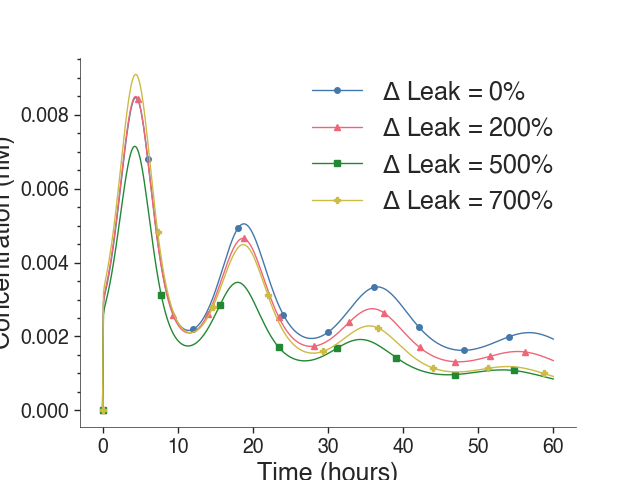 Δ Leak = 0%
Δ Leak = 200%
Δ Leak = 500%
Δ Leak = 700%
0.008
0.006
0.004
0.002
0.000
Concentration (nM)
0 10 20 30 40 50 60
Time (hours)